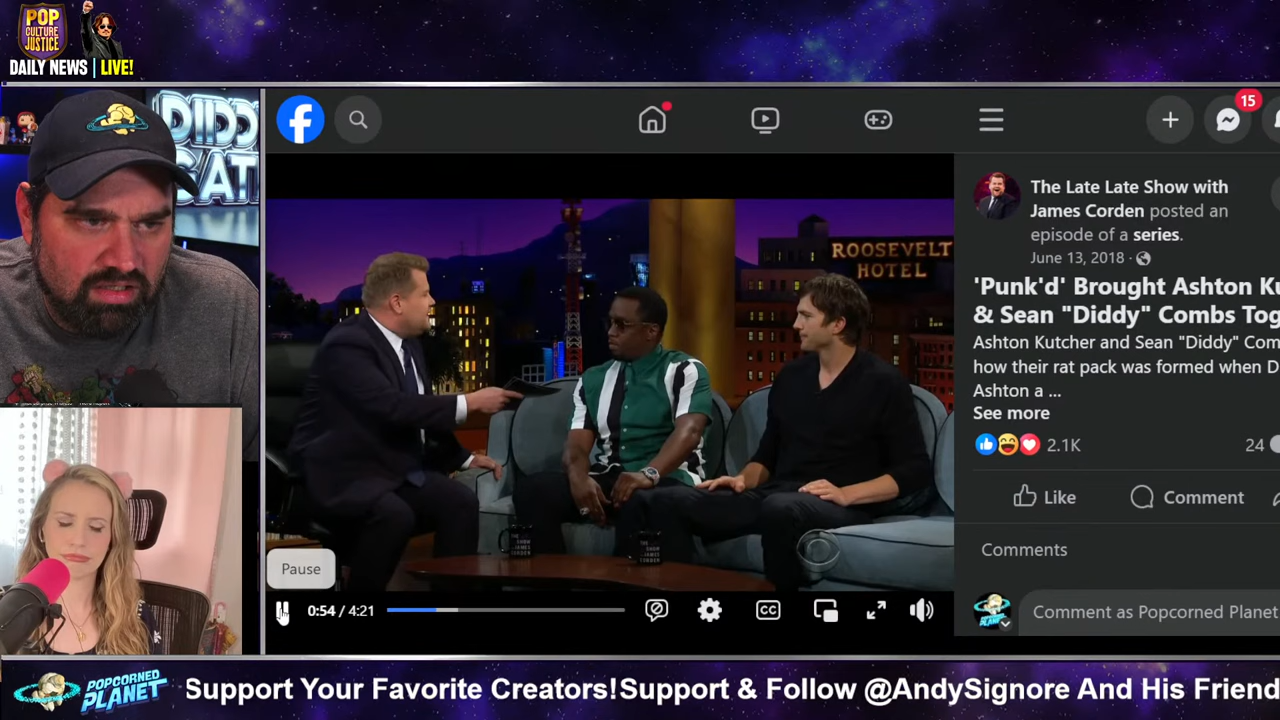 POP
CULTURE
JUSTICE
DAILY NEWS | LIVE!
DIDD
GAT
15
The Late Late Show with
James Corden posted an
episode of a series.
June 13, 2018 ·
'Punk'd' Brought Ashton Ku
& Sean "Diddy" Combs Tog
Ashton Kutcher and Sean "Diddy" Com
how their rat pack was formed when D
Ashton a ...
See more
2.1K
24
Like
Comment
Comments
Comment as Popcorned Planet
ROOSEVELT
HOTEL
Pause
0:54 / 4:21
CC
POPCORNED
PLANET
Support Your Favorite Creators!Support & Follow @AndySignore And His Friend